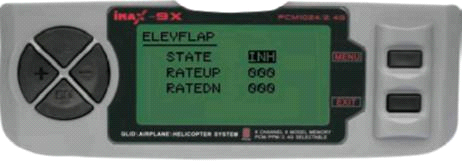 imax-9X
PCM1024/2.4G
ELEVFLAP
STATE INH
RATEUP 000
RATEDN 000
MENU
EXIT
GLID:AIRPLANE:HELICOPTER SYSTEM
8 CHANNEL 8 MODEL MEMORY
PCM/PPM/2.4G SELECTABLE